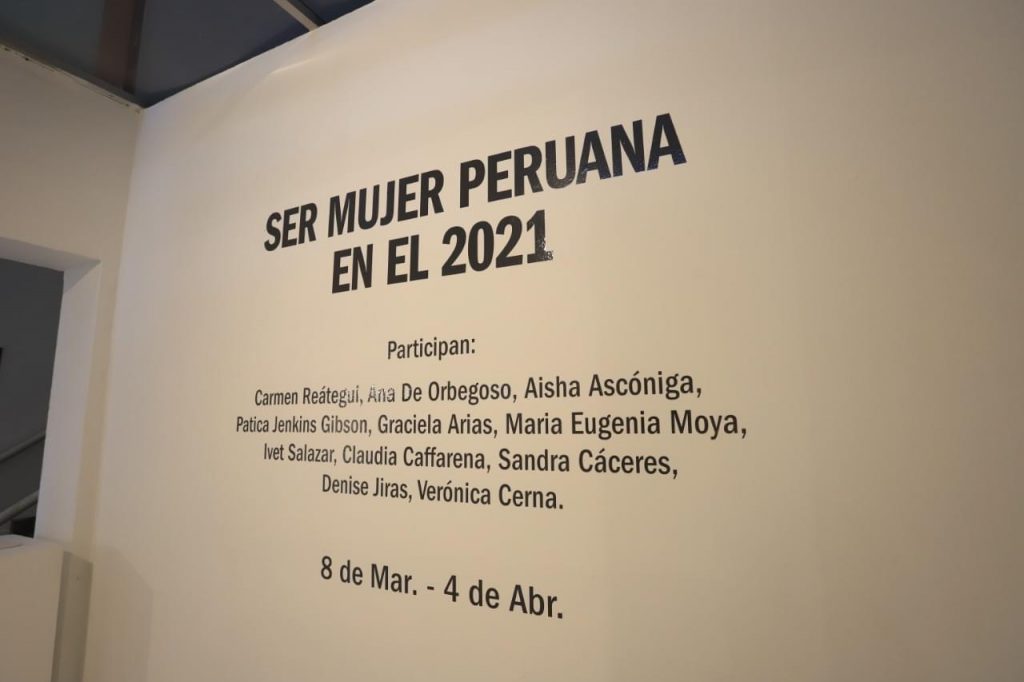 SER MUJER PERUANA
EN EL 2021
Participan:
Carmen Reátegui, Ana De Orbegoso, Aisha Ascóniga,
Patica Jenkins Gibson, Graciela Arias, Maria Eugenia Moya,
Ivet Salazar, Claudia Caffarena, Sandra Cáceres,
Denise Jiras, Verónica Cerna.
8 de Mar. - 4 de Abr.